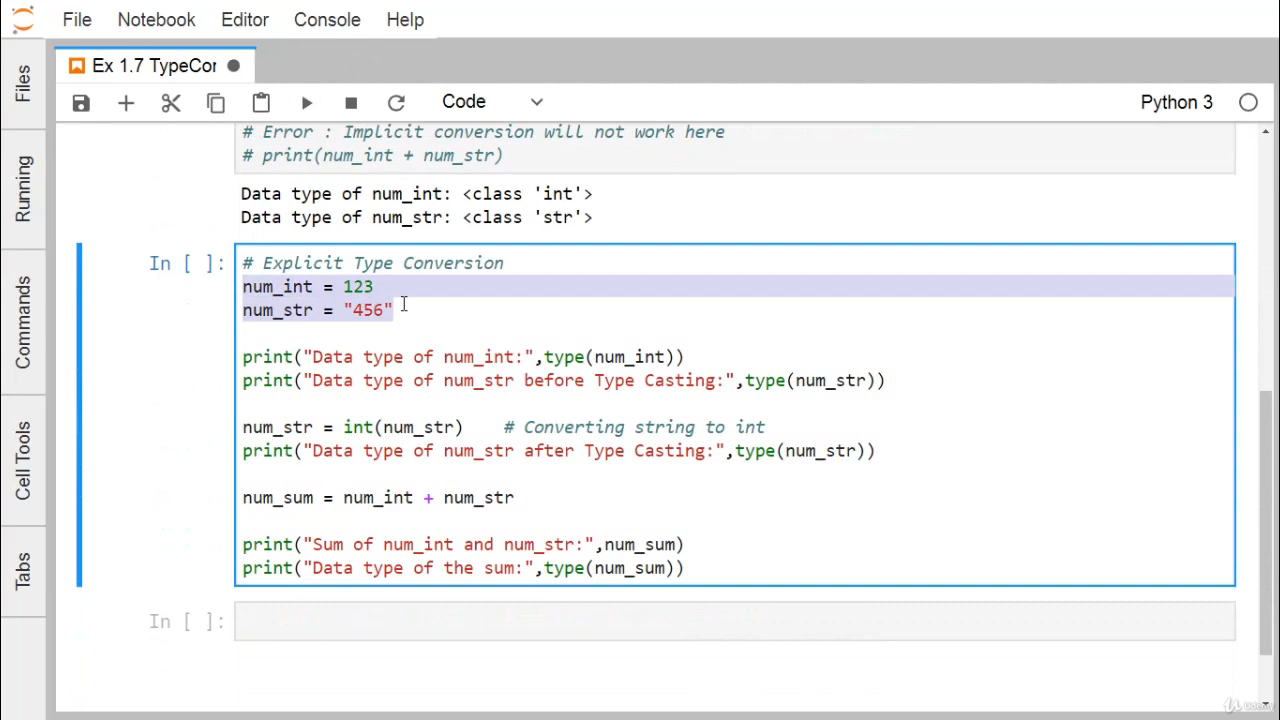 File Notebook Editor Console Help
Ex 1.7 TypeCor
Code
Python 3
Files
Running
Commands
Cell Tools
Tabs
# Error : Implicit conversion will not work here
# print(num_int + num_str)
Data type of num_int: <class 'int'>
Data type of num_str: <class 'str'>
In [ ]:
# Explicit Type Conversion
num_int = 123
num_str = "456"
print("Data type of num_int:",type(num_int))
print("Data type of num_str before Type Casting:",type(num_str))
num_str = int(num_str)    # Converting string to int
print("Data type of num_str after Type Casting:",type(num_str))
num_sum = num_int + num_str
print("Sum of num_int and num_str:",num_sum)
print("Data type of the sum:",type(num_sum))
In [ ]:
Udemy